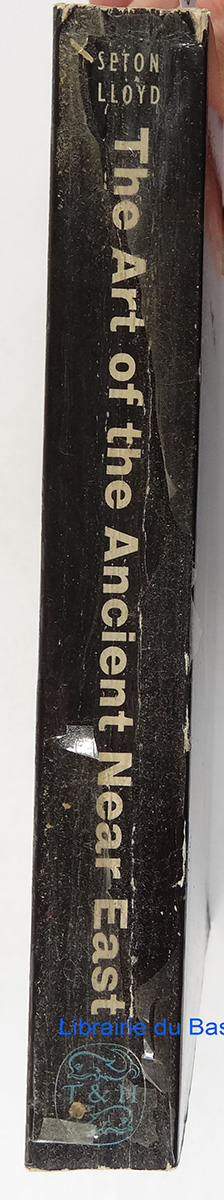 SETON
LLOYD
The Art of the Ancient Near East
T & H
Librairie du Bas